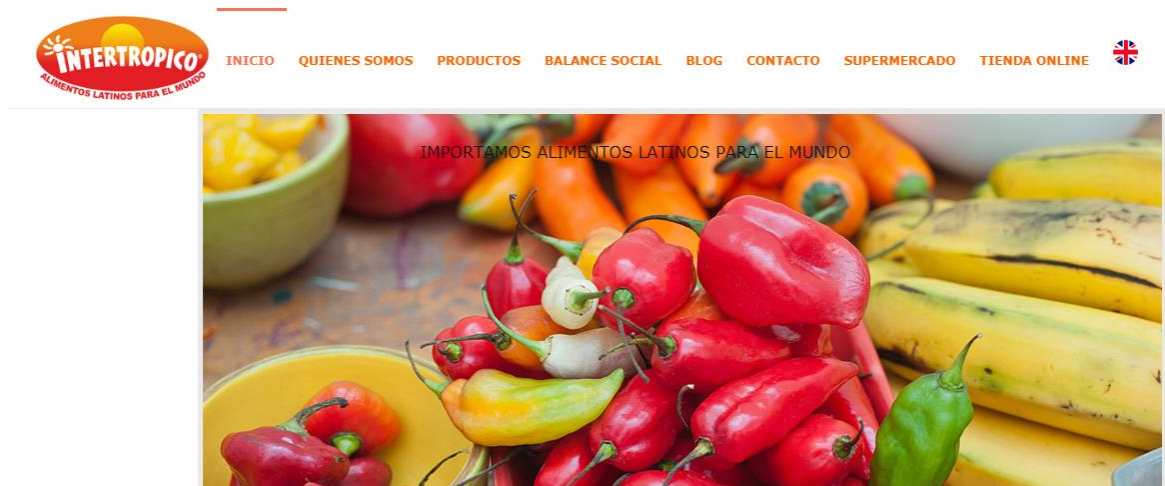 INTERTROPICO
ALIMENTOS LATINOS PARA EL MUNDO
INICIO QUIENES SOMOS PRODUCTOS BALANCE SOCIAL BLOG CONTACTO SUPERMERCADO TIENDA ONLINE
IMPORTAMOS ALIMENTOS LATINOS PARA EL MUNDO